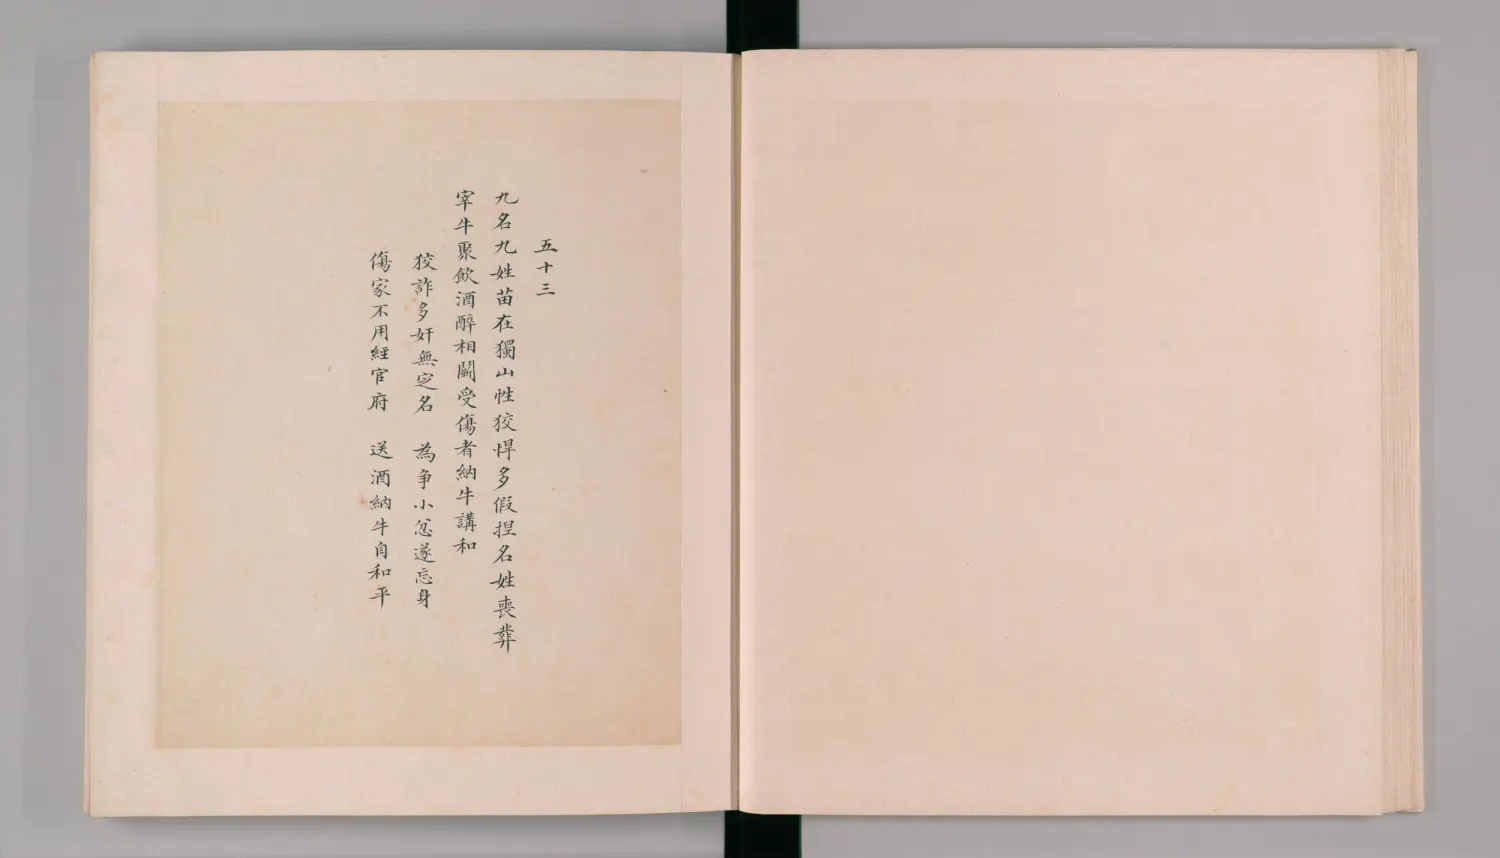 五十三
九名九姓苗在獨山性狡悍多假捏名姓喪葬
宰牛聚飲酒醉相鬭受傷者納牛講和
狡詐多奸無定名 為爭小忿遂忘身
傷家不用經官府 送酒納牛自和平